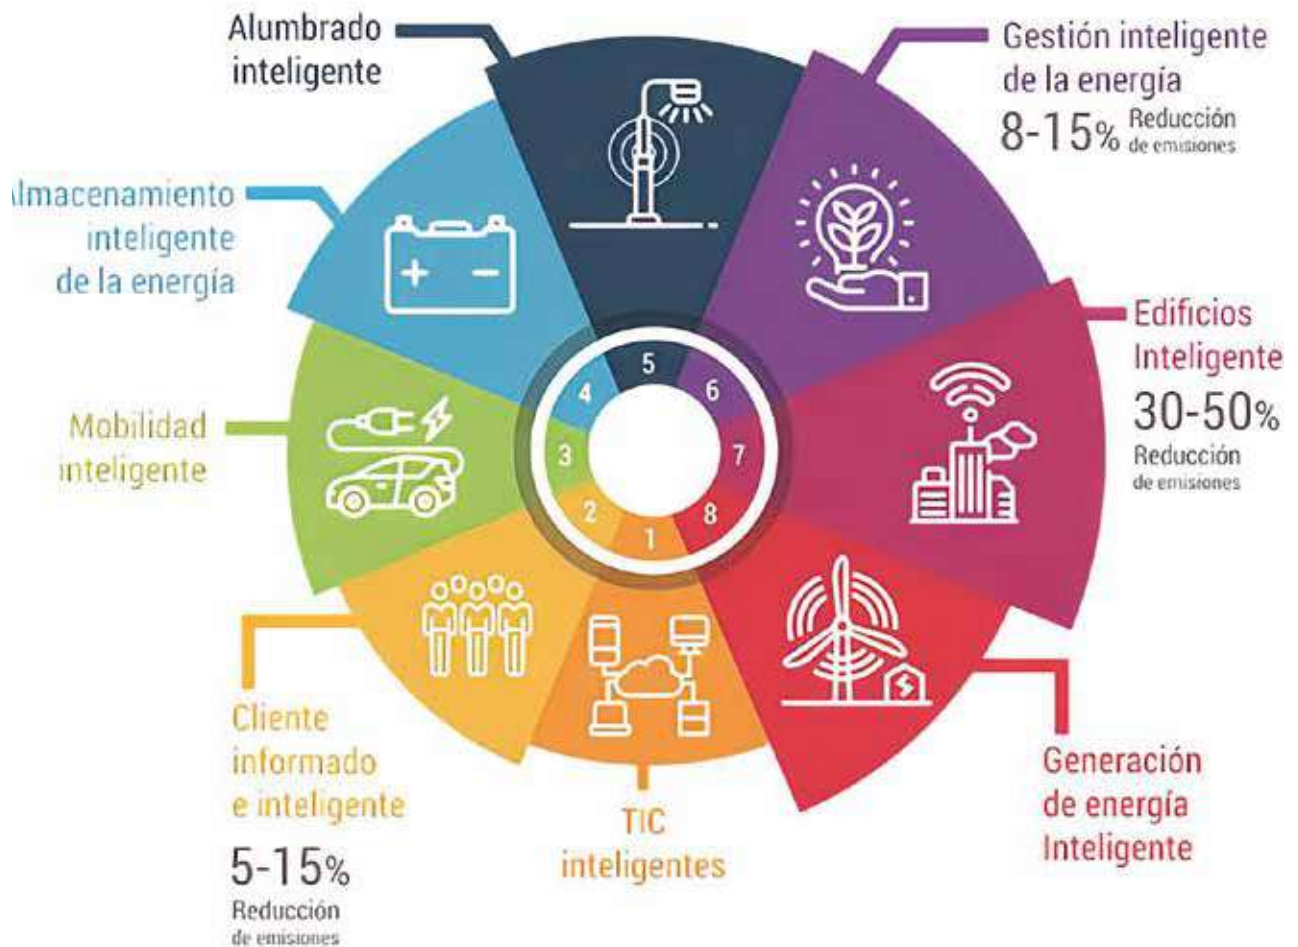 Alumbrado
inteligente
Gestión inteligente
de la energía
8-15% Reducción
de emisiones
lmacenamiento
inteligente
de la energía
Edificios
Inteligente
30-50%
Reducción
de emisiones
Mobilidad
inteligente
5
4
6
3
7
2
8
1
+ -
Cliente
informado
e inteligente
5-15%
Reducción
de emisiones
TIC
inteligentes
Generación
de energía
Inteligente